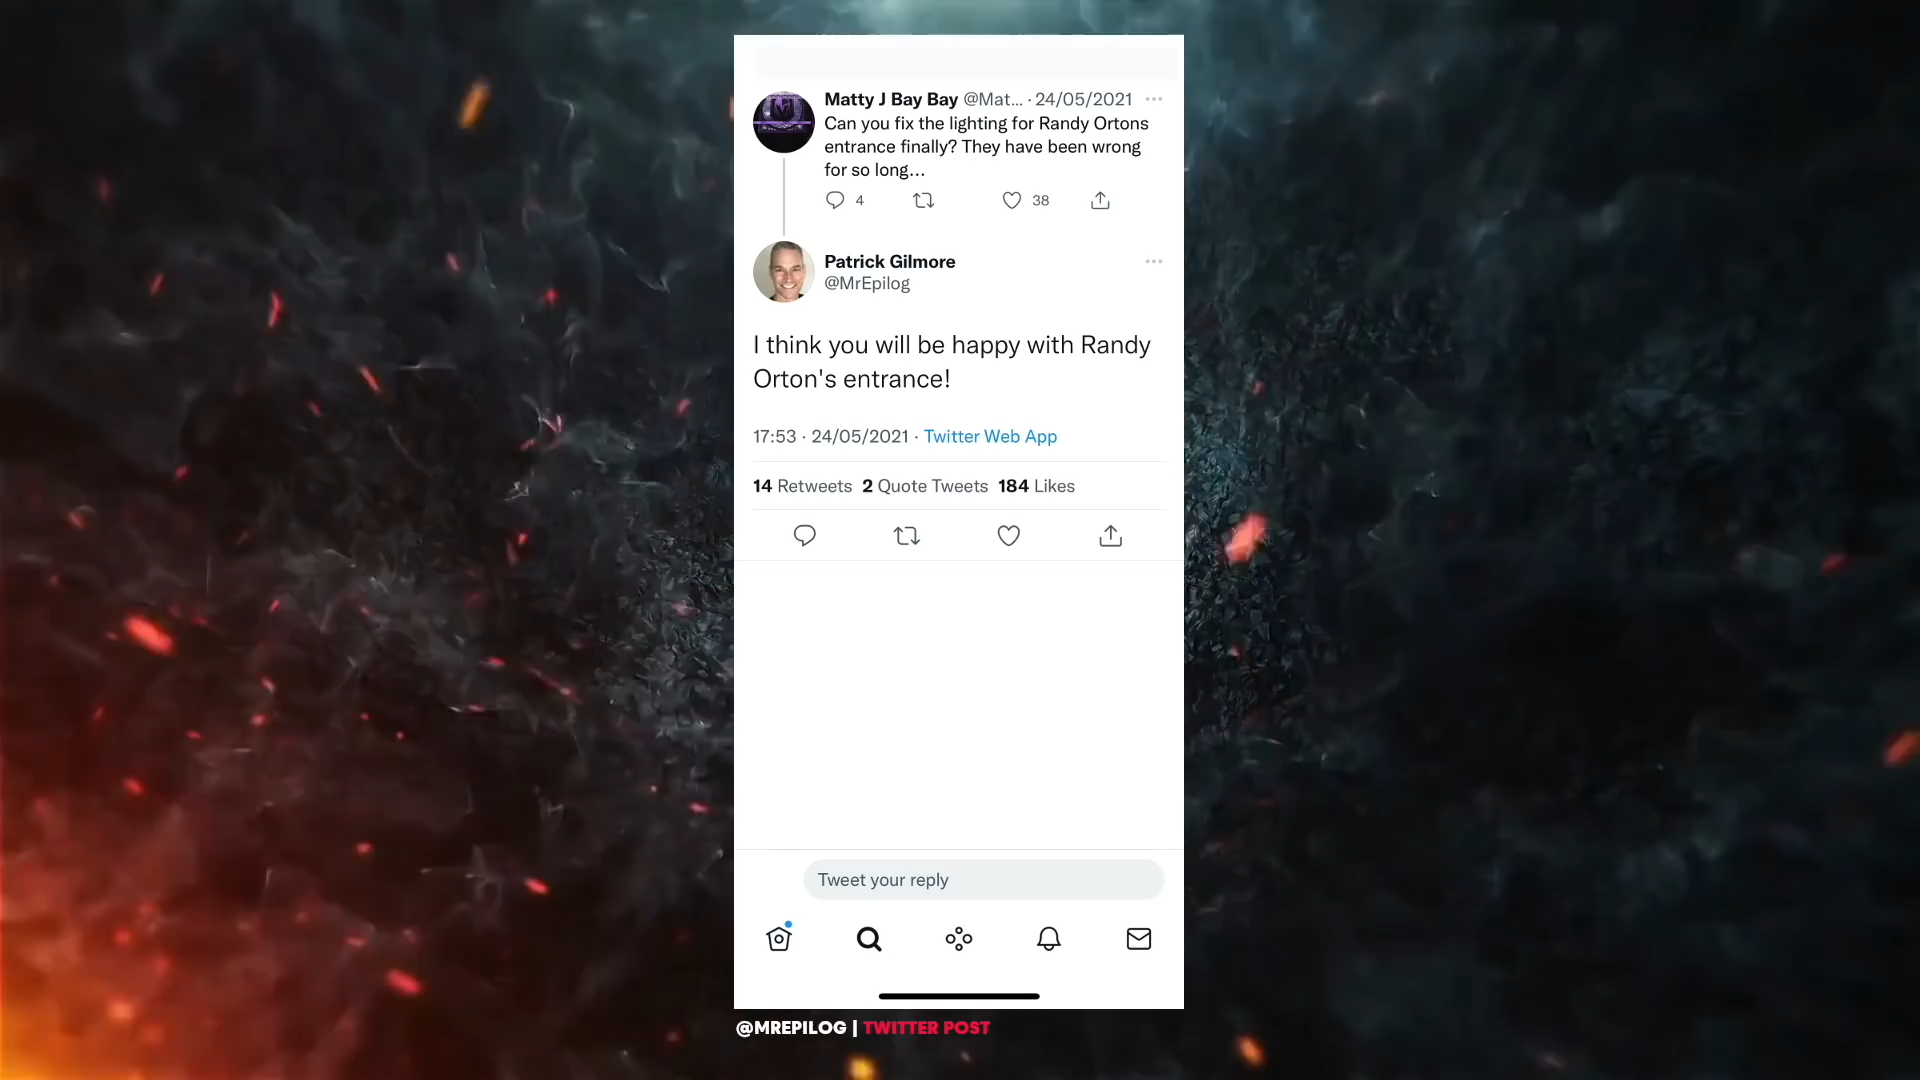 Matty J Bay Bay @Mat... · 24/05/2021
Can you fix the lighting for Randy Ortons
entrance finally? They have been wrong
for so long...
4 38
Patrick Gilmore
@MrEpilog
I think you will be happy with Randy
Orton's entrance!
17:53 · 24/05/2021 · Twitter Web App
14 Retweets 2 Quote Tweets 184 Likes
Tweet your reply
@MREPILOG | TWITTER POST